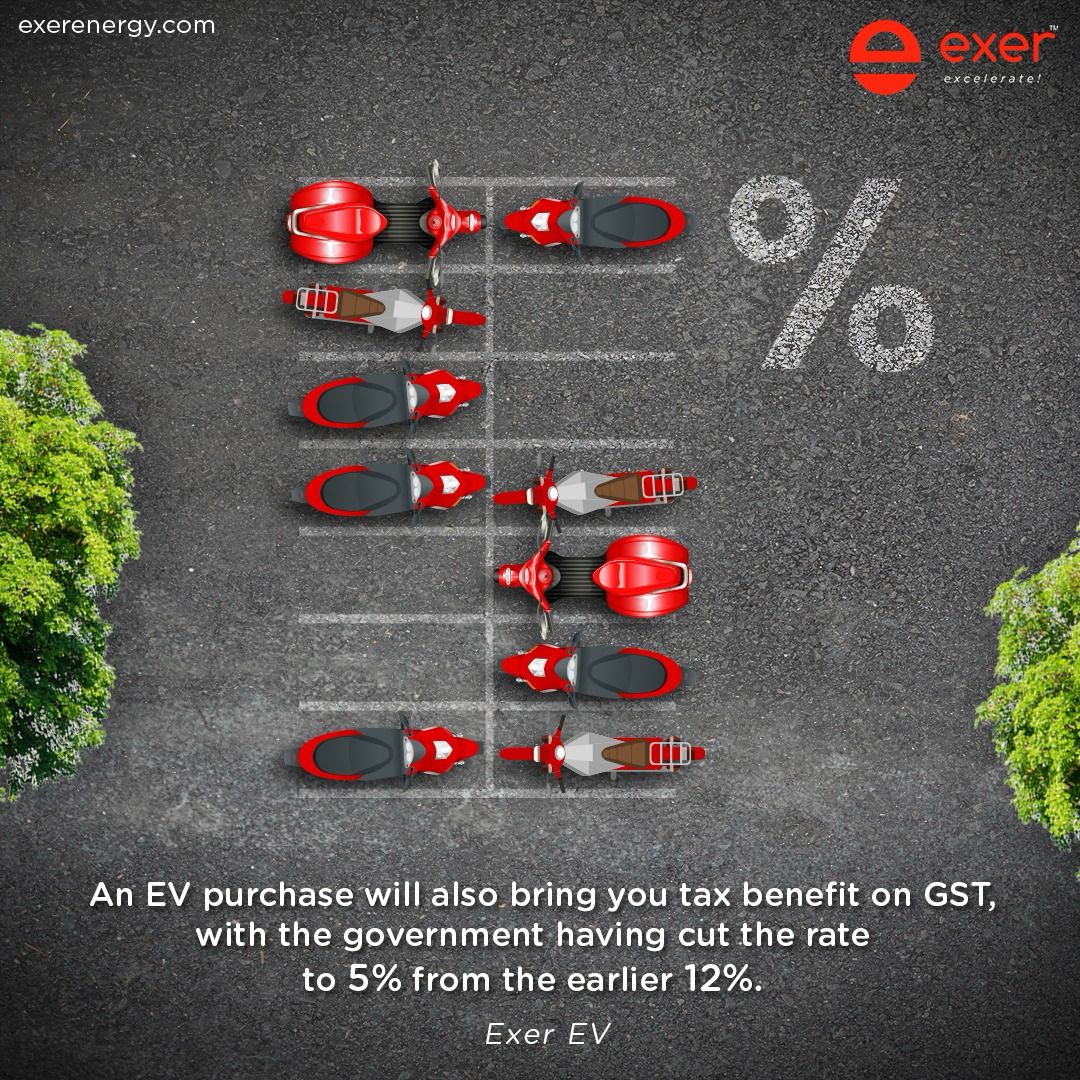 exerenergy.com
exer™
excelerate!
%
An EV purchase will also bring you tax benefit on GST,
with the government having cut the rate
to 5% from the earlier 12%.
Exer EV